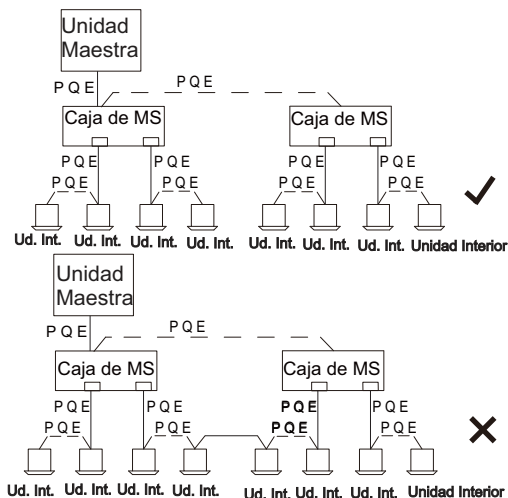 Unidad
Maestra
P Q E
P Q E
Caja de MS
Caja de MS
P Q E
P Q E
P Q E
P Q E
P Q E
P Q E
P Q E
P Q E
Ud. Int.
Ud. Int.
Ud. Int.
Ud. Int.
Ud. Int.
Ud. Int.
Ud. Int.
Unidad Interior
Unidad
Maestra
P Q E
P Q E
Caja de MS
Caja de MS
P Q E
P Q E
P Q E
P Q E
P Q E
P Q E
P Q E
P Q E
Ud. Int.
Ud. Int.
Ud. Int.
Ud. Int.
Ud. Int.
Ud. Int.
Ud. Int.
Unidad Interior